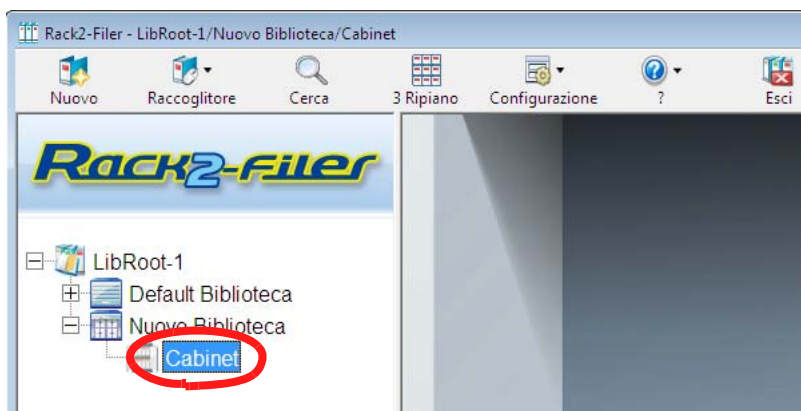 Rack2-Filer - LibRoot-1/Nuovo Biblioteca/Cabinet
Nuovo Raccoglitore Cerca 3 Ripiano Configurazione ? Esci
Rack2-Filer
LibRoot-1
Default Biblioteca
Nuovo Biblioteca
Cabinet